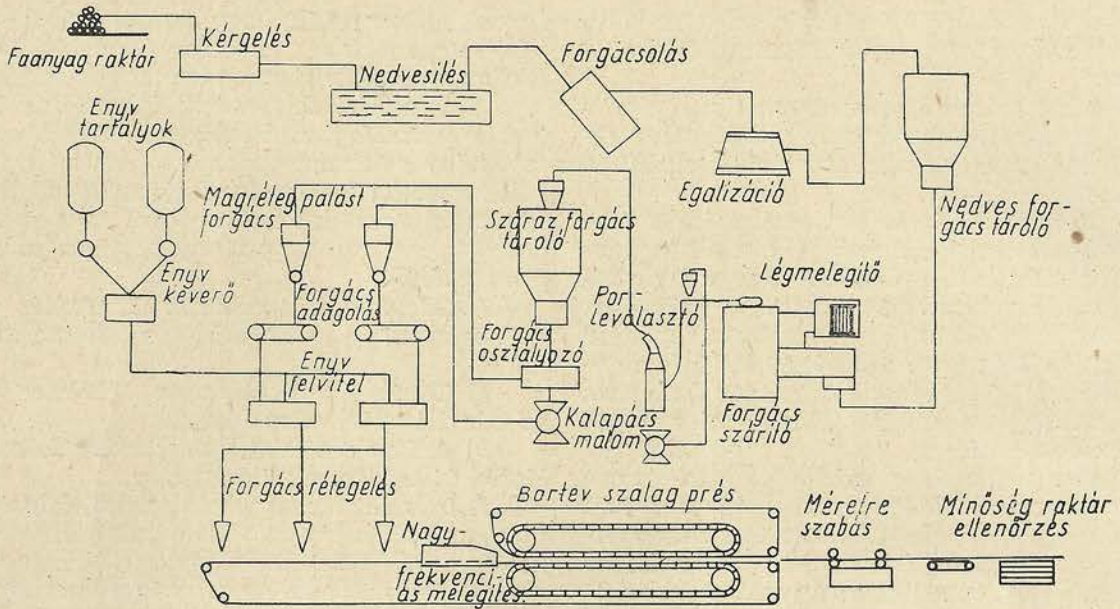 Faanyag raktár
Kérgelés
Nedvesítés
Forgácsolás
Egalizáció
Nedves for-
gács tároló
Enyv
tartályok
Enyv
keverő
Magréteg palást
forgács
Forgács
adagolás
Enyv
felvitel
Száraz forgács
tároló
Forgács
osztályozó
Kalapács
malom
Por-
leválasztó
Légmelegítő
Forgács
szárító
Forgács rétegelés
Nagy-
frekvenci-
ás melegítés.
Bartev szalag prés
Méretre
szabás
Minőség raktár
ellenőrzés